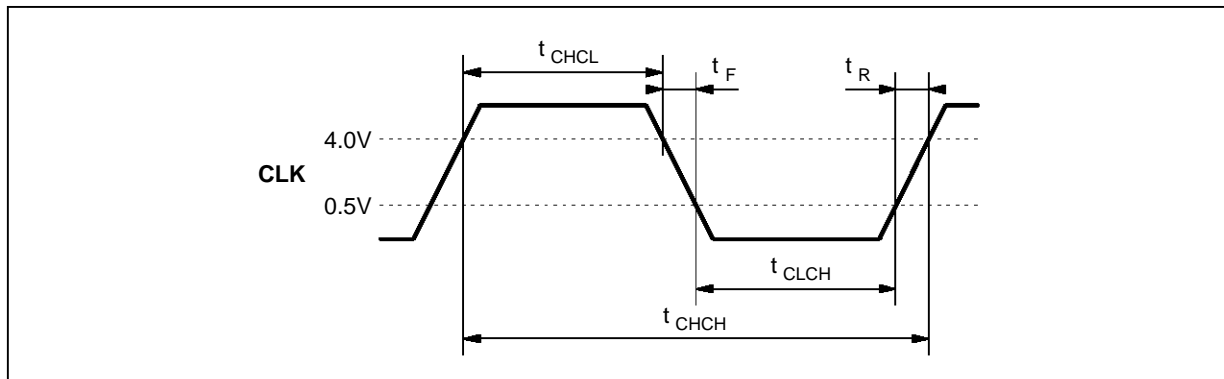 t CHCL
t F
t R
4.0V
CLK
0.5V
t CLCH
t CHCH